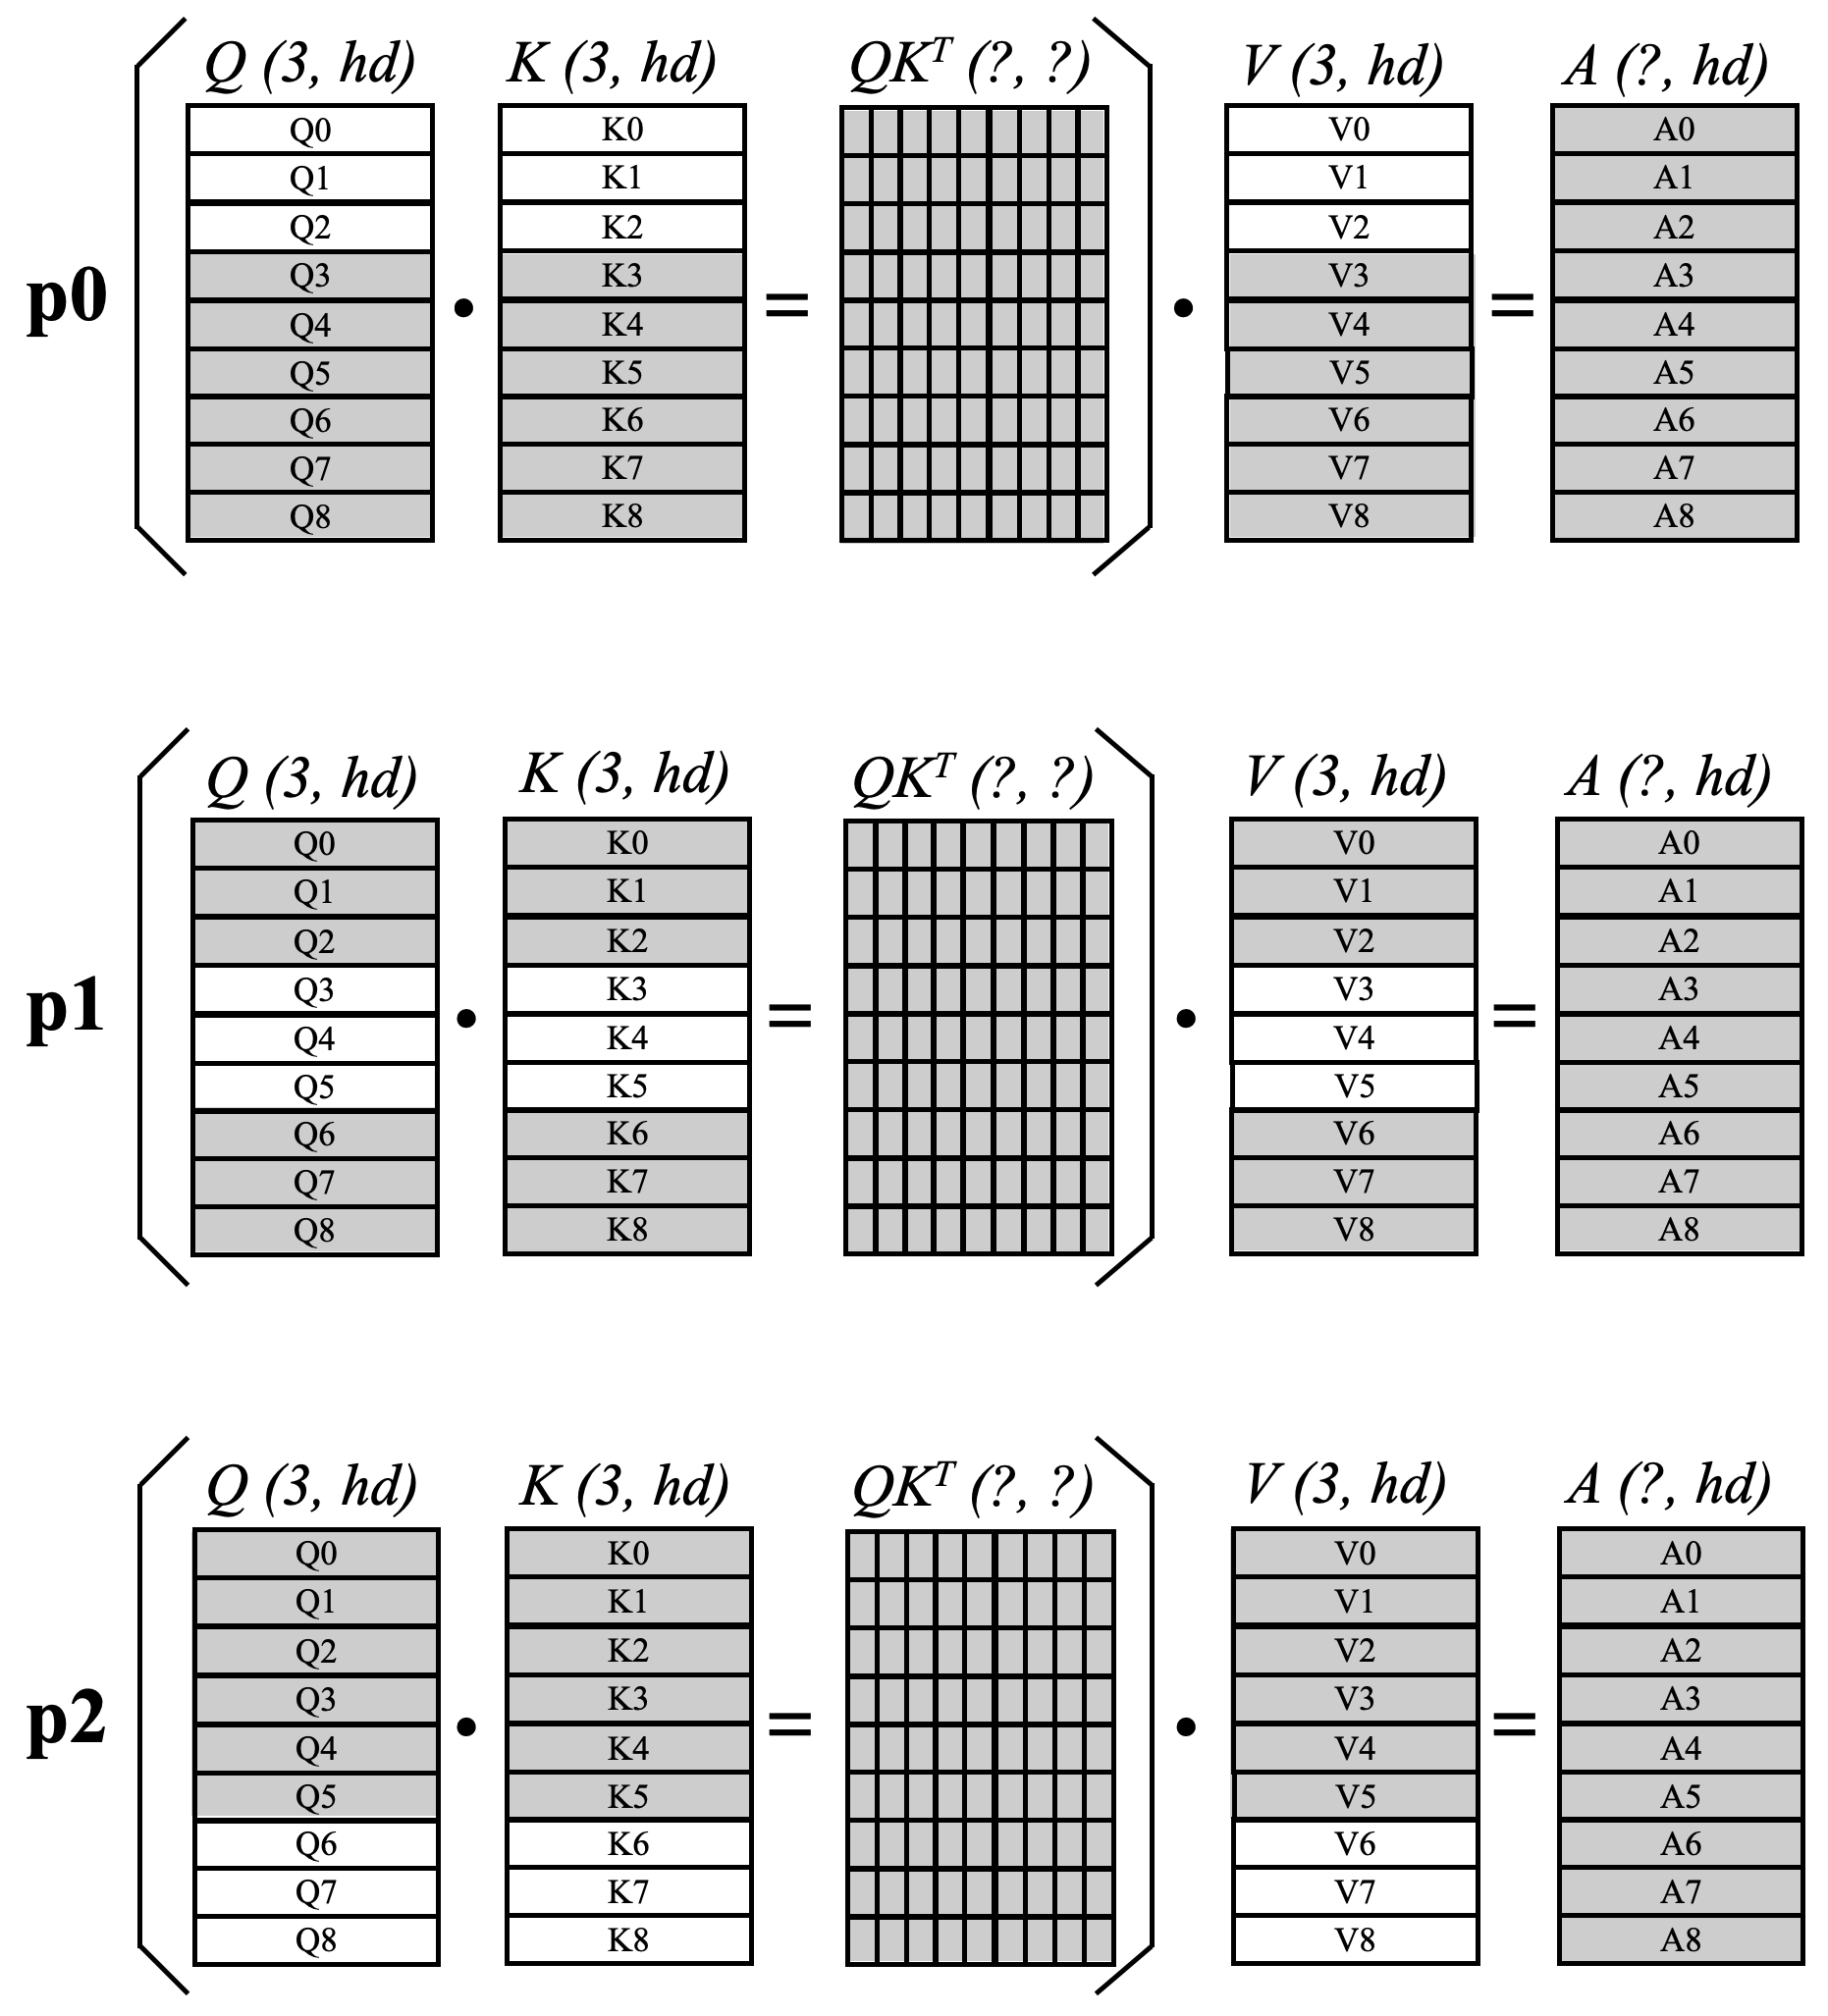 Q (3, hd) K (3, hd) QKᵀ (?, ?) V (3, hd) A (?, hd)
Q0 K0 V0 A0
Q1 K1 V1 A1
Q2 K2 V2 A2
p0 Q3 K3 V3 A3
• = • =
Q4 K4 V4 A4
Q5 K5 V5 A5
Q6 K6 V6 A6
Q7 K7 V7 A7
Q8 K8 V8 A8
Q (3, hd) K (3, hd) QKᵀ (?, ?) V (3, hd) A (?, hd)
Q0 K0 V0 A0
Q1 K1 V1 A1
Q2 K2 V2 A2
Q3 K3 V3 A3
p1 • = • =
Q4 K4 V4 A4
Q5 K5 V5 A5
Q6 K6 V6 A6
Q7 K7 V7 A7
Q8 K8 V8 A8
Q (3, hd) K (3, hd) QKᵀ (?, ?) V (3, hd) A (?, hd)
Q0 K0 V0 A0
Q1 K1 V1 A1
Q2 K2 V2 A2
Q3 K3 V3 A3
p2 • = • =
Q4 K4 V4 A4
Q5 K5 V5 A5
Q6 K6 V6 A6
Q7 K7 V7 A7
Q8 K8 V8 A8